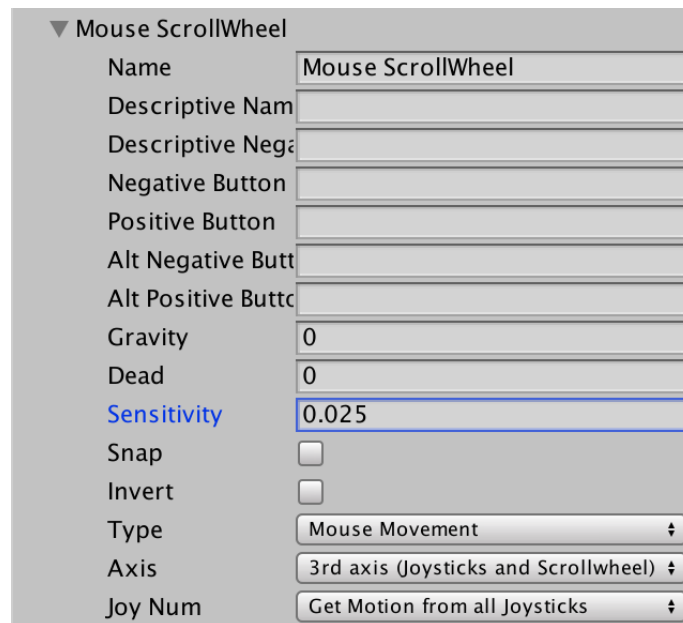 Mouse ScrollWheel
Name Mouse ScrollWheel
Descriptive Nam
Descriptive Nega
Negative Button
Positive Button
Alt Negative Butt
Alt Positive Butto
Gravity 0
Dead 0
Sensitivity 0.025
Snap
Invert
Type Mouse Movement
Axis 3rd axis (Joysticks and Scrollwheel)
Joy Num Get Motion from all Joysticks